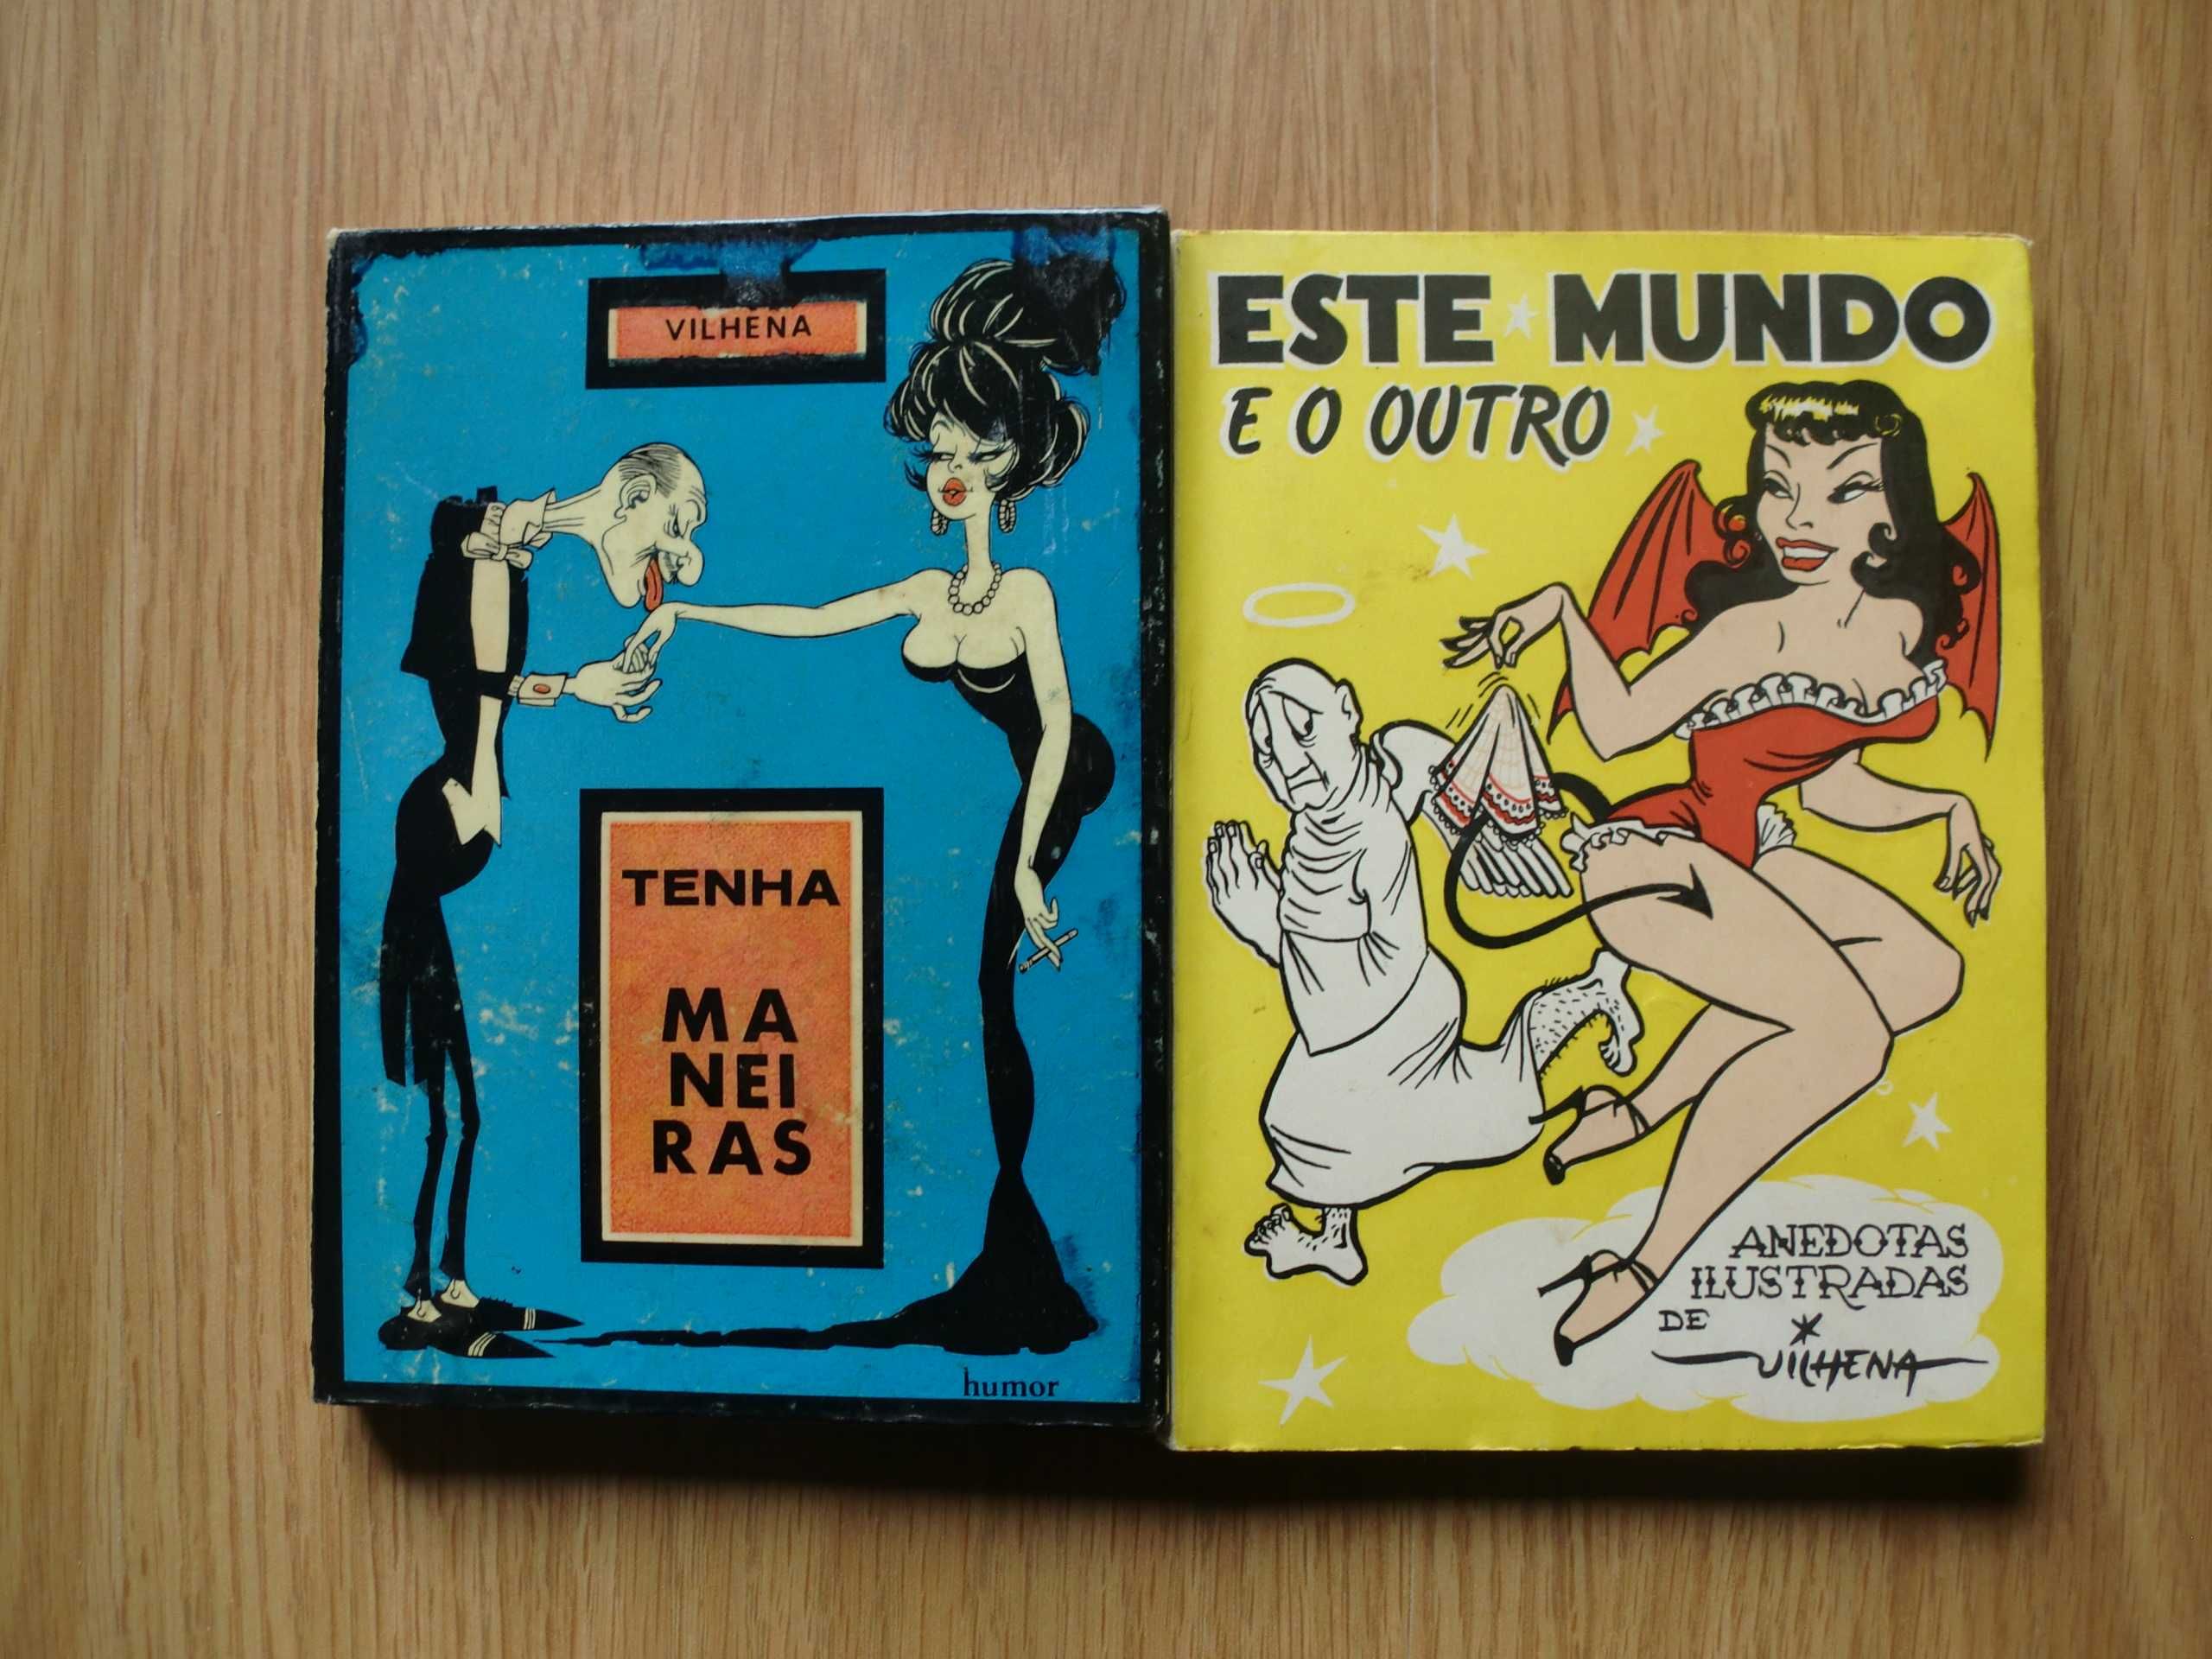 VILHENA
TENHA
MA
NEI
RAS
humor
ESTE MUNDO
E O OUTRO
ANEDOTAS
ILUSTRADAS
DE
VILHENA